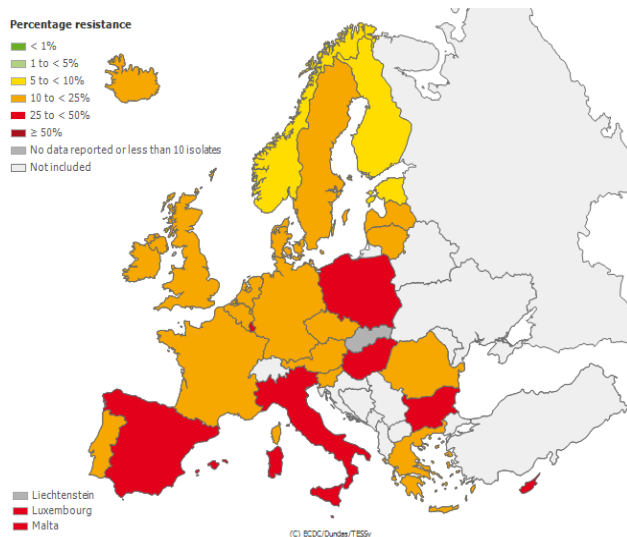 Percentage resistance
< 1%
1 to < 5%
5 to < 10%
10 to < 25%
25 to < 50%
≥ 50%
No data reported or less than 10 isolates
Not included
Liechtenstein
Luxembourg
Malta
(C) ECDC/Dundas/TESSy